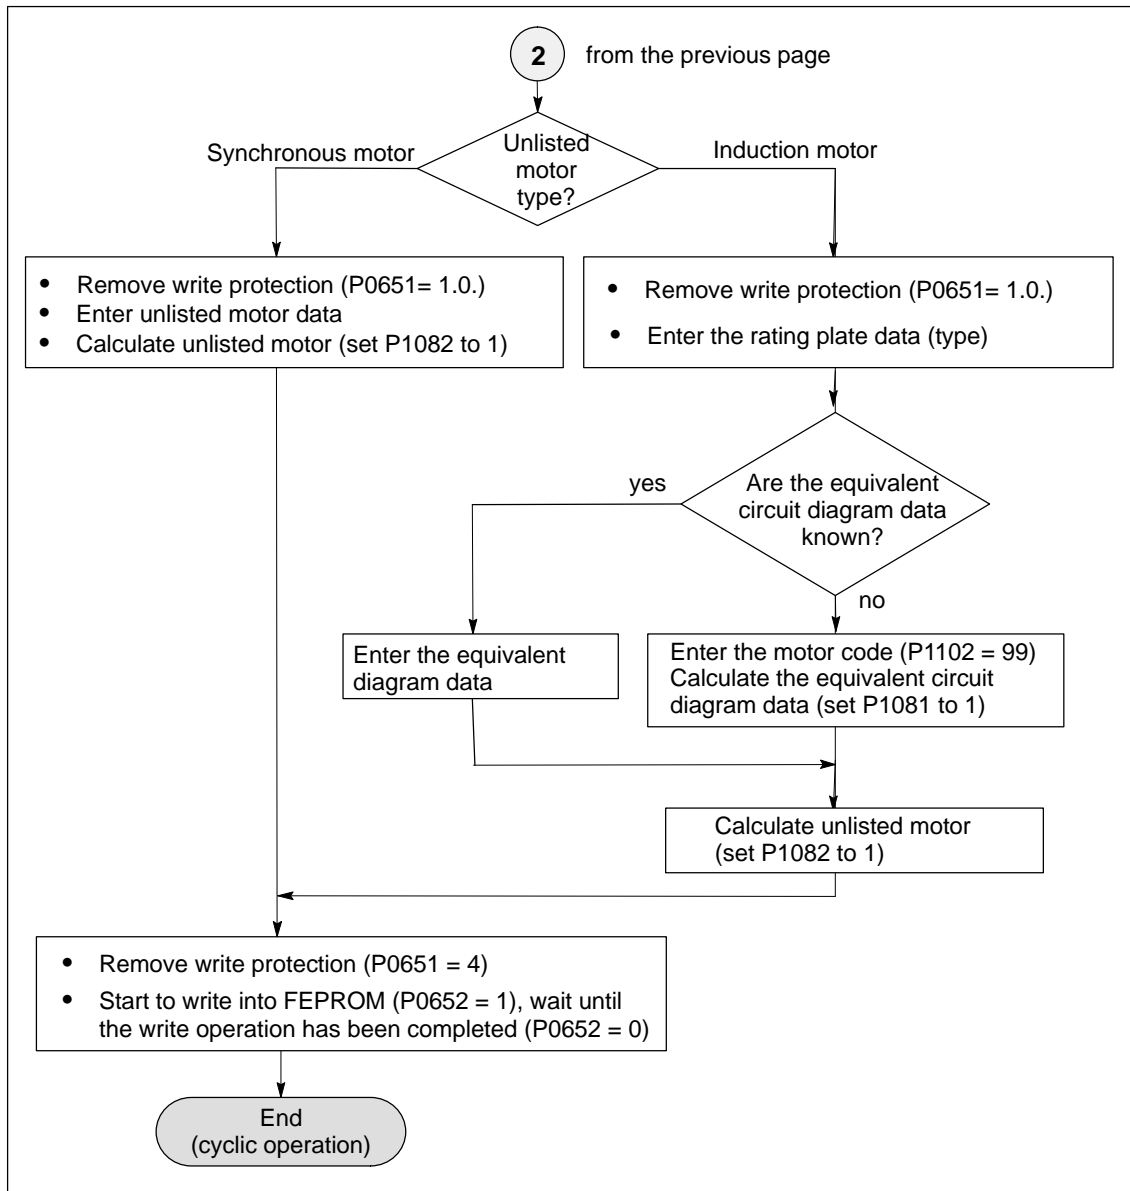 2 from the previous page
Unlisted
motor
type?
Synchronous motor
Induction motor
• Remove write protection (P0651= 1.0.)
• Enter unlisted motor data
• Calculate unlisted motor (set P1082 to 1)
• Remove write protection (P0651= 1.0.)
• Enter the rating plate data (type)
Are the equivalent
circuit diagram data
known?
yes
no
Enter the equivalent
diagram data
Enter the motor code (P1102 = 99)
Calculate the equivalent circuit
diagram data (set P1081 to 1)
Calculate unlisted motor
(set P1082 to 1)
• Remove write protection (P0651 = 4)
• Start to write into FEPROM (P0652 = 1), wait until
the write operation has been completed (P0652 = 0)
End
(cyclic operation)